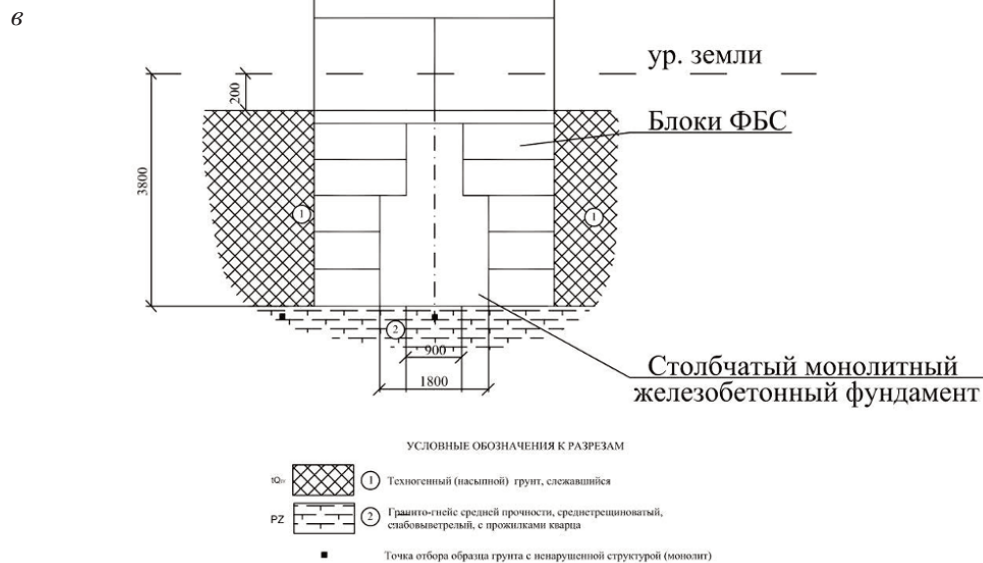 в
ур. земли
200
Блоки ФБС
3800
1
1
2
900
1800
Столбчатый монолитный
железобетонный фундамент
УСЛОВНЫЕ ОБОЗНАЧЕНИЯ К РАЗРЕЗАМ
1 Техногенный (насыпной) грунт, слежавшийся
PZ 2 Гранито-гнейс средней прочности, среднетрещиноватый,
слабовыветрелый, с прожилками кварца
Точка отбора образца грунта с ненарушенной структурой (монолит)